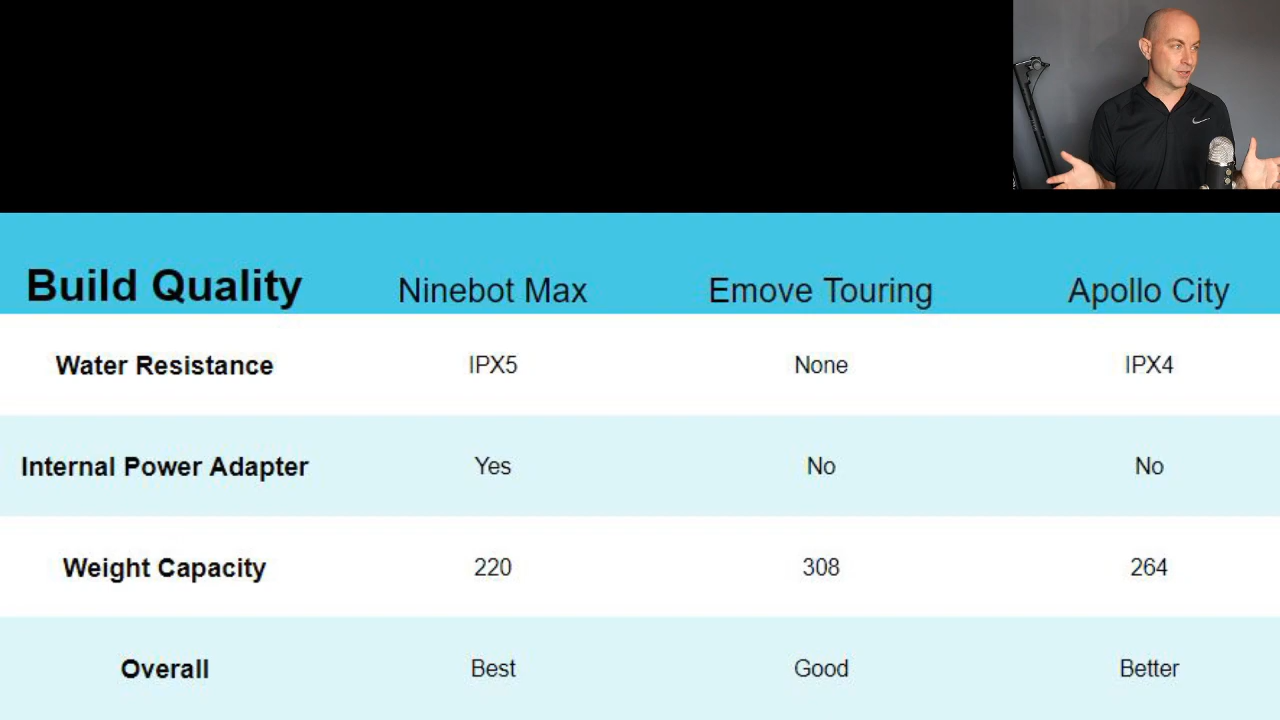 Build Quality Ninebot Max Emove Touring Apollo City
Water Resistance IPX5 None IPX4
Internal Power Adapter Yes No No
Weight Capacity 220 308 264
Overall Best Good Better